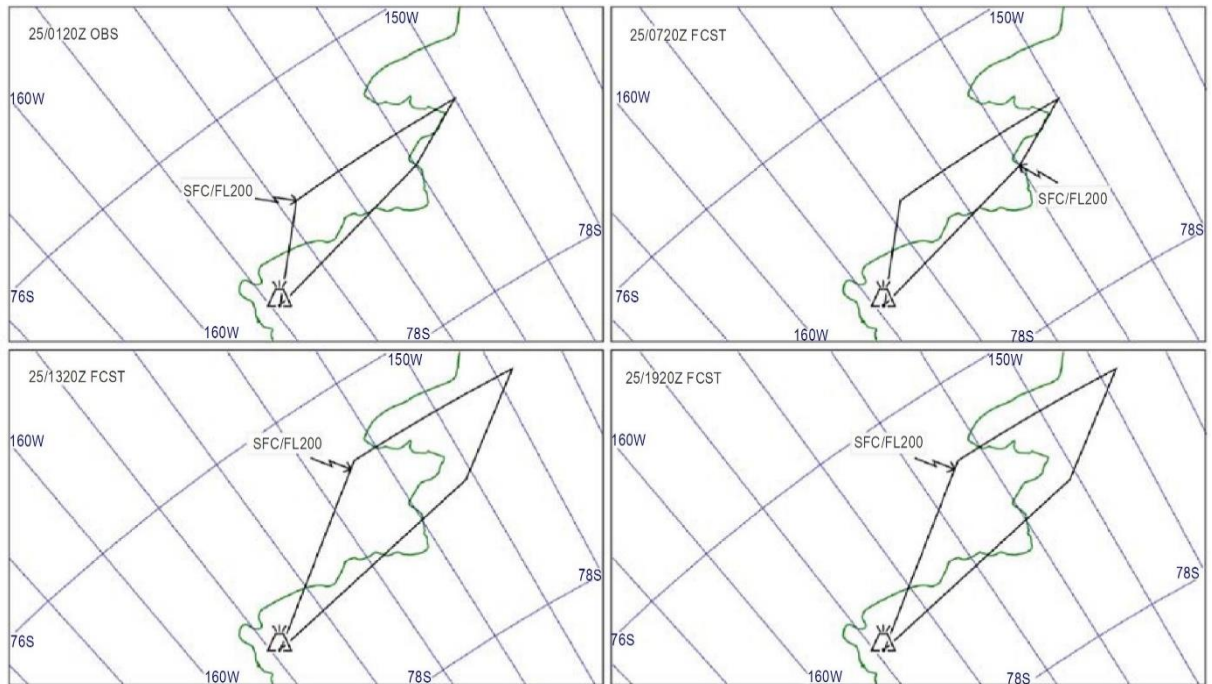 25/0120Z OBS
150W
160W
SFC/FL200
78S
76S
160W
78S
25/0720Z FCST
150W
160W
SFC/FL200
78S
76S
160W
78S
25/1320Z FCST
150W
160W
SFC/FL200
78S
76S
160W
78S
25/1920Z FCST
150W
160W
SFC/FL200
78S
76S
160W
78S